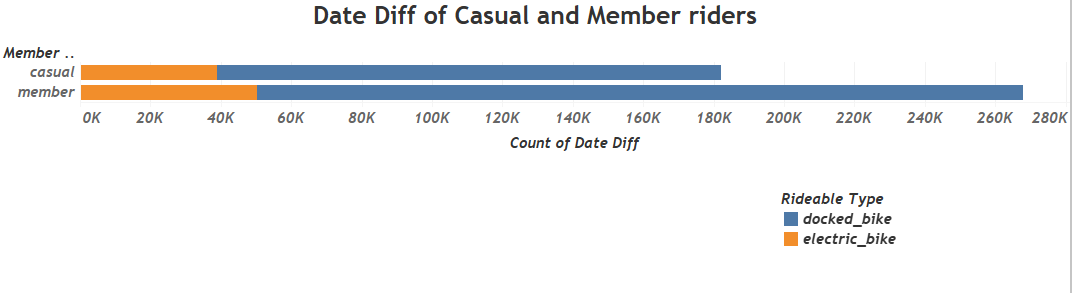 Date Diff of Casual and Member riders
Member ..
casual
member
0K 20K 40K 60K 80K 100K 120K 140K 160K 180K 200K 220K 240K 260K 280K
Count of Date Diff
Rideable Type
docked_bike
electric_bike